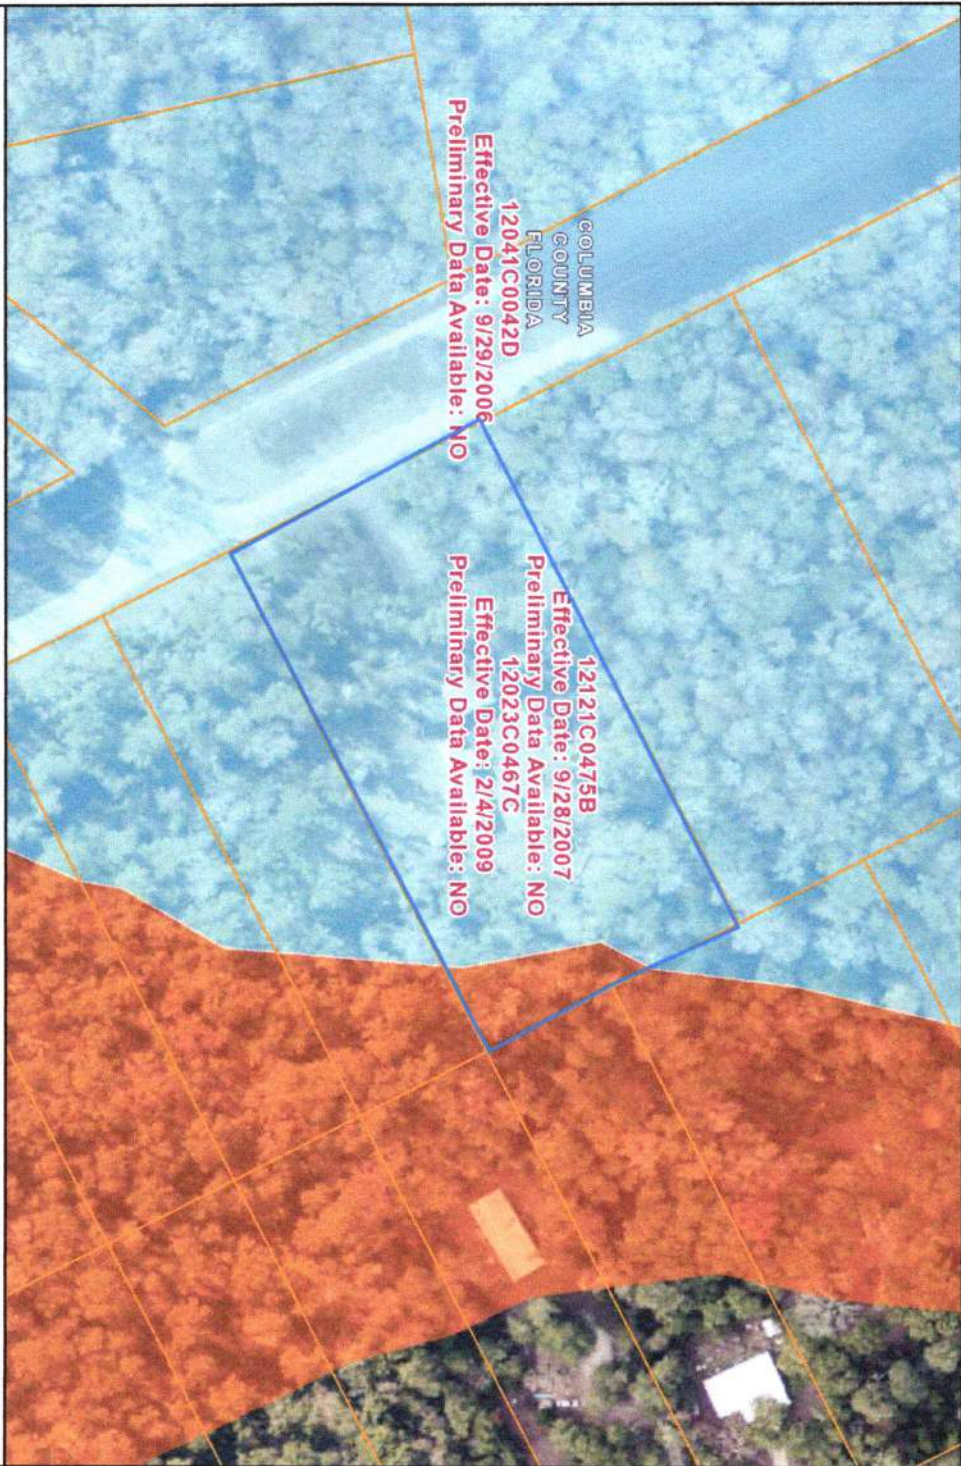 COLUMBIA
COUNTY
FLORIDA
12041C0042D
Effective Date: 9/29/2006
Preliminary Data Available: NO
12121C0475B
Effective Date: 9/28/2007
Preliminary Data Available: NO
12023C0467C
Effective Date: 2/4/2009
Preliminary Data Available: NO